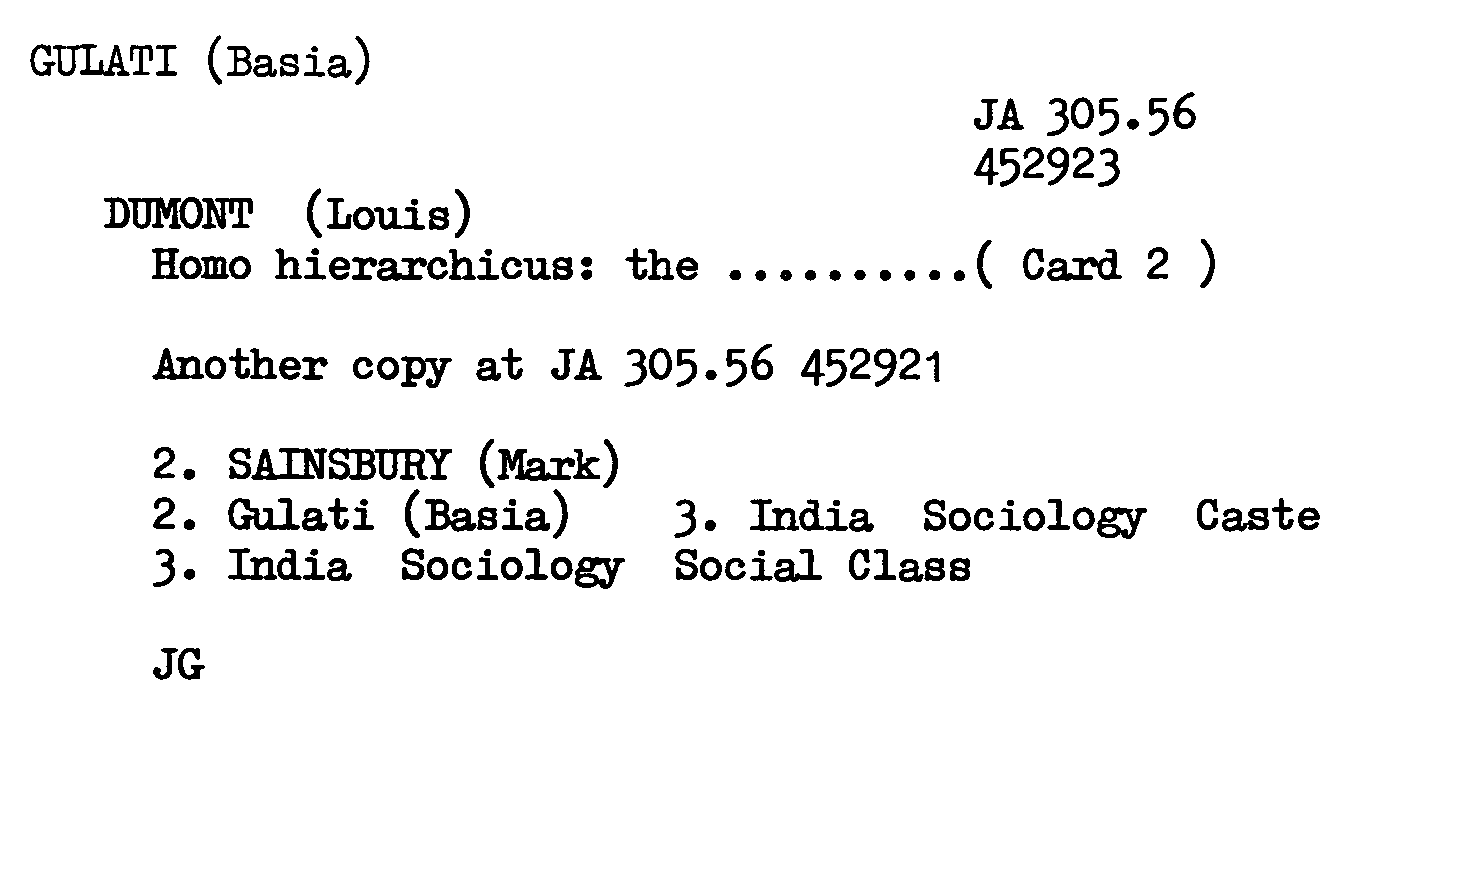 GULATI (Basia)
JA 305.56
452923
DUMONT (Louis)
Homo hierarchicus: the ..........( Card 2 )
Another copy at JA 305.56 452921
2. SAINSBURY (Mark)
2. Gulati (Basia) 3. India Sociology Caste
3. India Sociology Social Class
JG